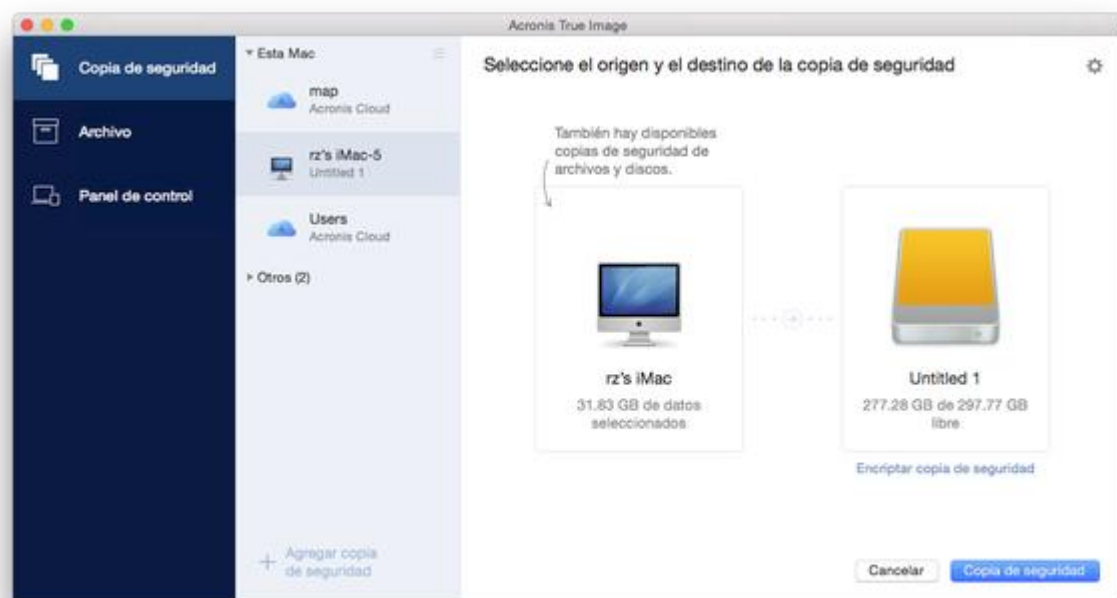 Acronis True Image
Copia de seguridad
Archivo
Panel de control
Esta Mac
map
Acronis Cloud
rz's iMac-5
Untitled 1
Users
Acronis Cloud
Otros (2)
Agregar copia
de seguridad
Seleccione el origen y el destino de la copia de seguridad
También hay disponibles
copias de seguridad de
archivos y discos.
rz's iMac
31.83 GB de datos
seleccionados
Untitled 1
277.28 GB de 297.77 GB
libre
Encriptar copia de seguridad
Cancelar
Copia de seguridad